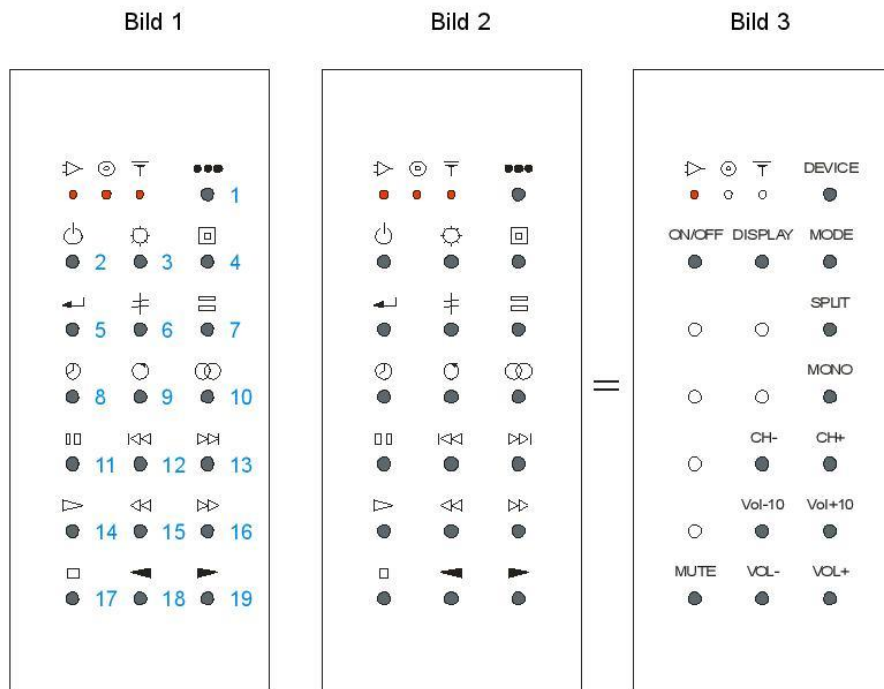 Bild 1 Bild 2 Bild 3
DEVICE
1
ON/OFF DISPLAY MODE
2 3 4
SPLIT
5 6 7
MONO
8 9 10
=
CH- CH+
11 12 13
Vol-10 Vol+10
14 15 16
MUTE VOL- VOL+
17 18 19